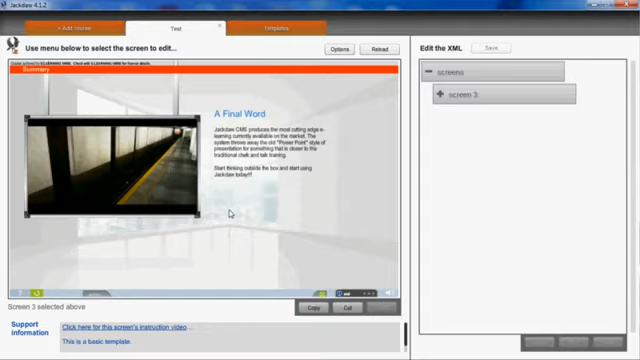 Jackdaw 4.1.2
+ Add course
Test
Templates
Use menu below to select the screen to edit...
Options
Reload
Edit the XML
Save
Summary
screens
screen 3:
A Final Word
Jackdaw CMS produces the most cutting edge e-
learning currently available on the market. The
system throws away the old "Power Point" style of
presentation for something that is closer to the
traditional chalk and talk training.
Start thinking outside the box and start using
Jackdaw today!!!
Screen 3 selected above
Copy
Cut
Support
information
Click here for this screen's instruction video...
This is a basic template.